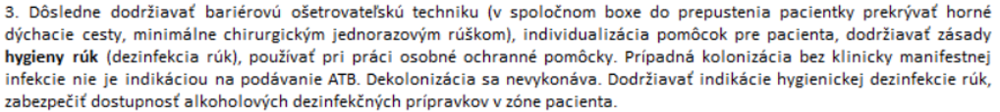 3. Dôsledne dodržiavať bariérovú ošetrovateľskú techniku (v spoločnom boxe do prepustenia pacientky prekrývať horné
dýchacie cesty, minimálne chirurgickým jednorazovým rúškom), individualizácia pomôcok pre pacienta, dodržiavať zásady
hygieny rúk (dezinfekcia rúk), používať pri práci osobné ochranné pomôcky. Prípadná kolonizácia bez klinicky manifestnej
infekcie nie je indikáciou na podávanie ATB. Dekolonizácia sa nevykonáva. Dodržiavať indikácie hygienickej dezinfekcie rúk,
zabezpečiť dostupnosť alkoholových dezinfekčných prípravkov v zóne pacienta.